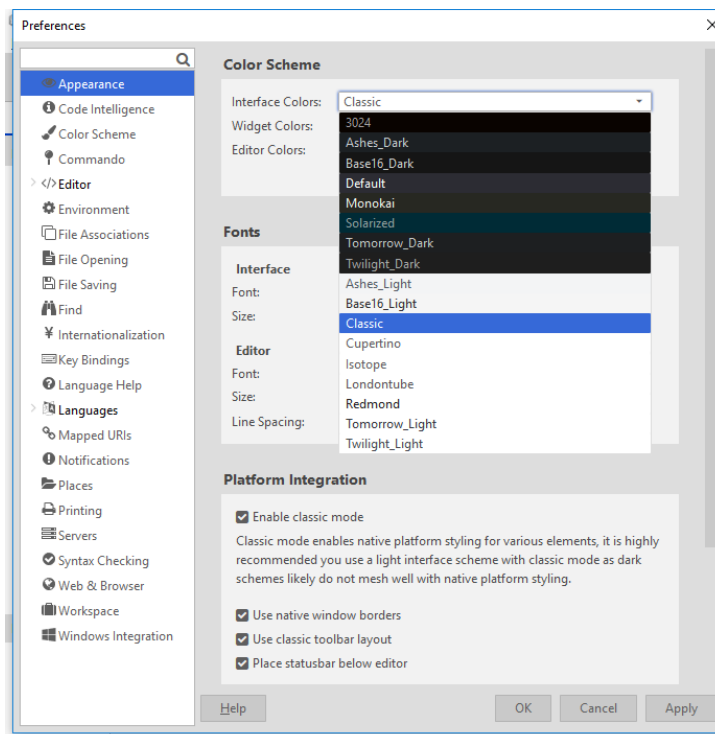 Preferences
Appearance
Code Intelligence
Color Scheme
Commando
</>Editor
Environment
File Associations
File Opening
File Saving
Find
¥ Internationalization
Key Bindings
Language Help
Languages
Mapped URIs
Notifications
Places
Printing
Servers
Syntax Checking
Web & Browser
Workspace
Windows Integration
Color Scheme
Interface Colors: Classic
Widget Colors:
Editor Colors:
3024
Ashes_Dark
Base16_Dark
Default
Monokai
Solarized
Tomorrow_Dark
Twilight_Dark
Ashes_Light
Base16_Light
Classic
Cupertino
Isotope
Londontube
Redmond
Tomorrow_Light
Twilight_Light
Fonts
Interface
Font:
Size:
Editor
Font:
Size:
Line Spacing:
Platform Integration
Enable classic mode
Classic mode enables native platform styling for various elements, it is highly
recommended you use a light interface scheme with classic mode as dark
schemes likely do not mesh well with native platform styling.
Use native window borders
Use classic toolbar layout
Place statusbar below editor
Help
OK
Cancel
Apply